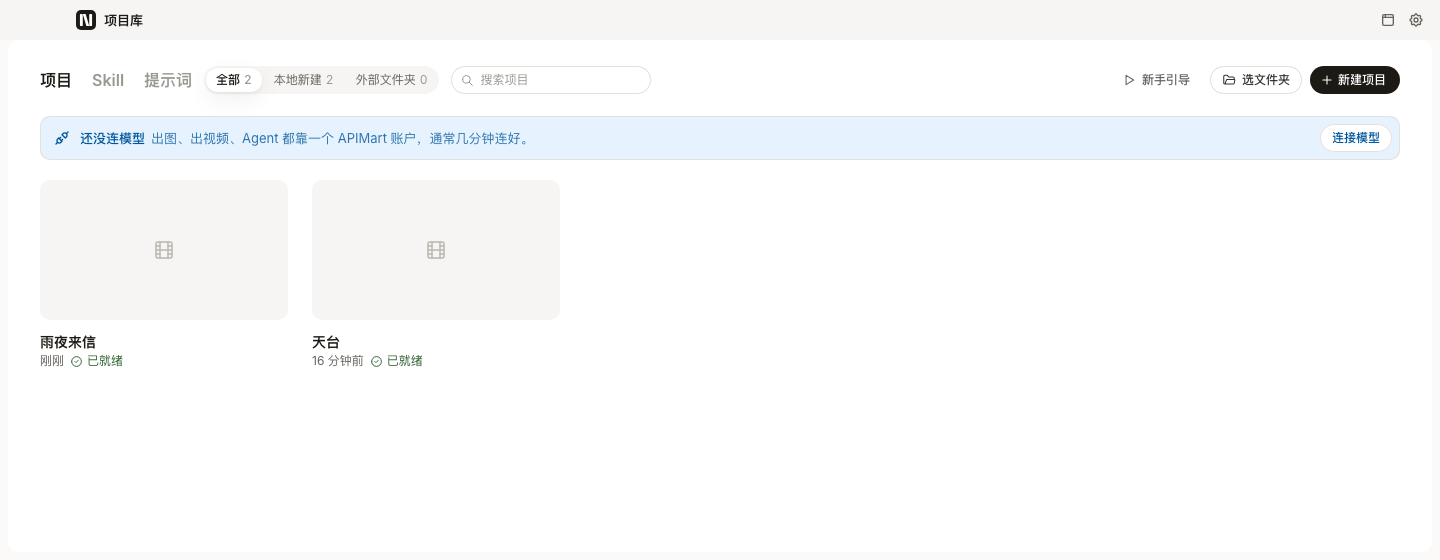 N 项目库
项目 Skill 提示词 全部 2 本地新建 2 外部文件夹 0 搜索项目 新手引导 选文件夹 新建项目
还没连模型 出图、出视频、Agent 都靠一个 APIMart 账户，通常几分钟连好。 连接模型
雨夜来信
刚刚 已就绪
天台
16 分钟前 已就绪